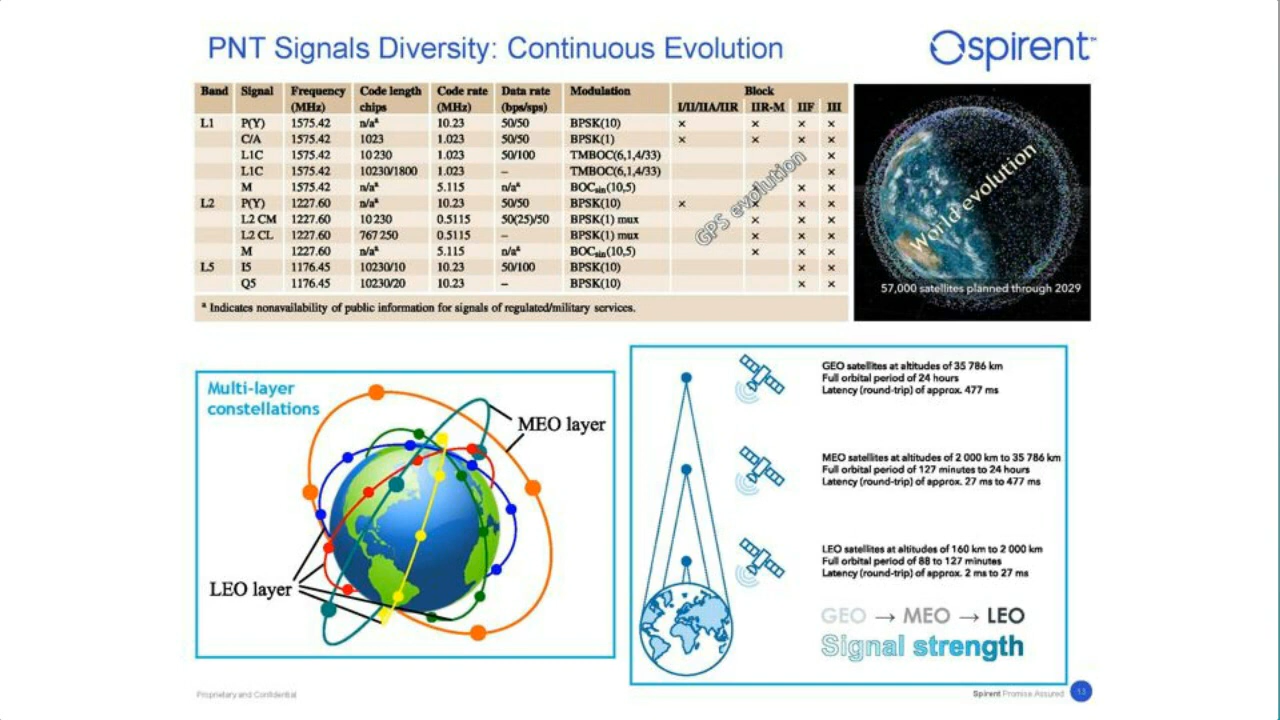 PNT Signals Diversity: Continuous Evolution
spirent™
Band Signal Frequency Code length Code rate Data rate Modulation Block
(MHz) chips (MHz) (bps/sps) I/II/IIA/IIR IIR-M IIF III
L1 P(Y) 1575.42 n/aª 10.23 50/50 BPSK(10) × × × ×
C/A 1575.42 1023 1.023 50/50 BPSK(1) × × × ×
L1C 1575.42 10 230 1.023 50/100 TMBOC(6,1,4/33) ×
L1C 1575.42 10230/1800 1.023 – TMBOC(6,1,4/33) ×
M 1575.42 n/aª 5.115 n/aª BOCsin(10,5) × × ×
L2 P(Y) 1227.60 n/aª 10.23 50/50 BPSK(10) × × × ×
L2 CM 1227.60 10 230 0.5115 50(25)/50 BPSK(1) mux × × ×
L2 CL 1227.60 767 250 0.5115 – BPSK(1) mux × × ×
M 1227.60 n/aª 5.115 n/aª BOCsin(10,5) × × ×
L5 I5 1176.45 10230/10 10.23 50/100 BPSK(10) × ×
Q5 1176.45 10230/20 10.23 – BPSK(10) × ×
ª Indicates nonavailability of public information for signals of regulated/military services.
GPS evolution
World evolution
57,000 satellites planned through 2029
Multi-layer
constellations
MEO layer
LEO layer
GEO satellites at altitudes of 35 786 km
Full orbital period of 24 hours
Latency (round-trip) of approx. 477 ms
MEO satellites at altitudes of 2 000 km to 35 786 km
Full orbital period of 127 minutes to 24 hours
Latency (round-trip) of approx. 27 ms to 477 ms
LEO satellites at altitudes of 160 km to 2 000 km
Full orbital period of 88 to 127 minutes
Latency (round-trip) of approx. 2 ms to 27 ms
GEO → MEO → LEO
Signal strength
Proprietary and Confidential
Spirent Promise Assured 13